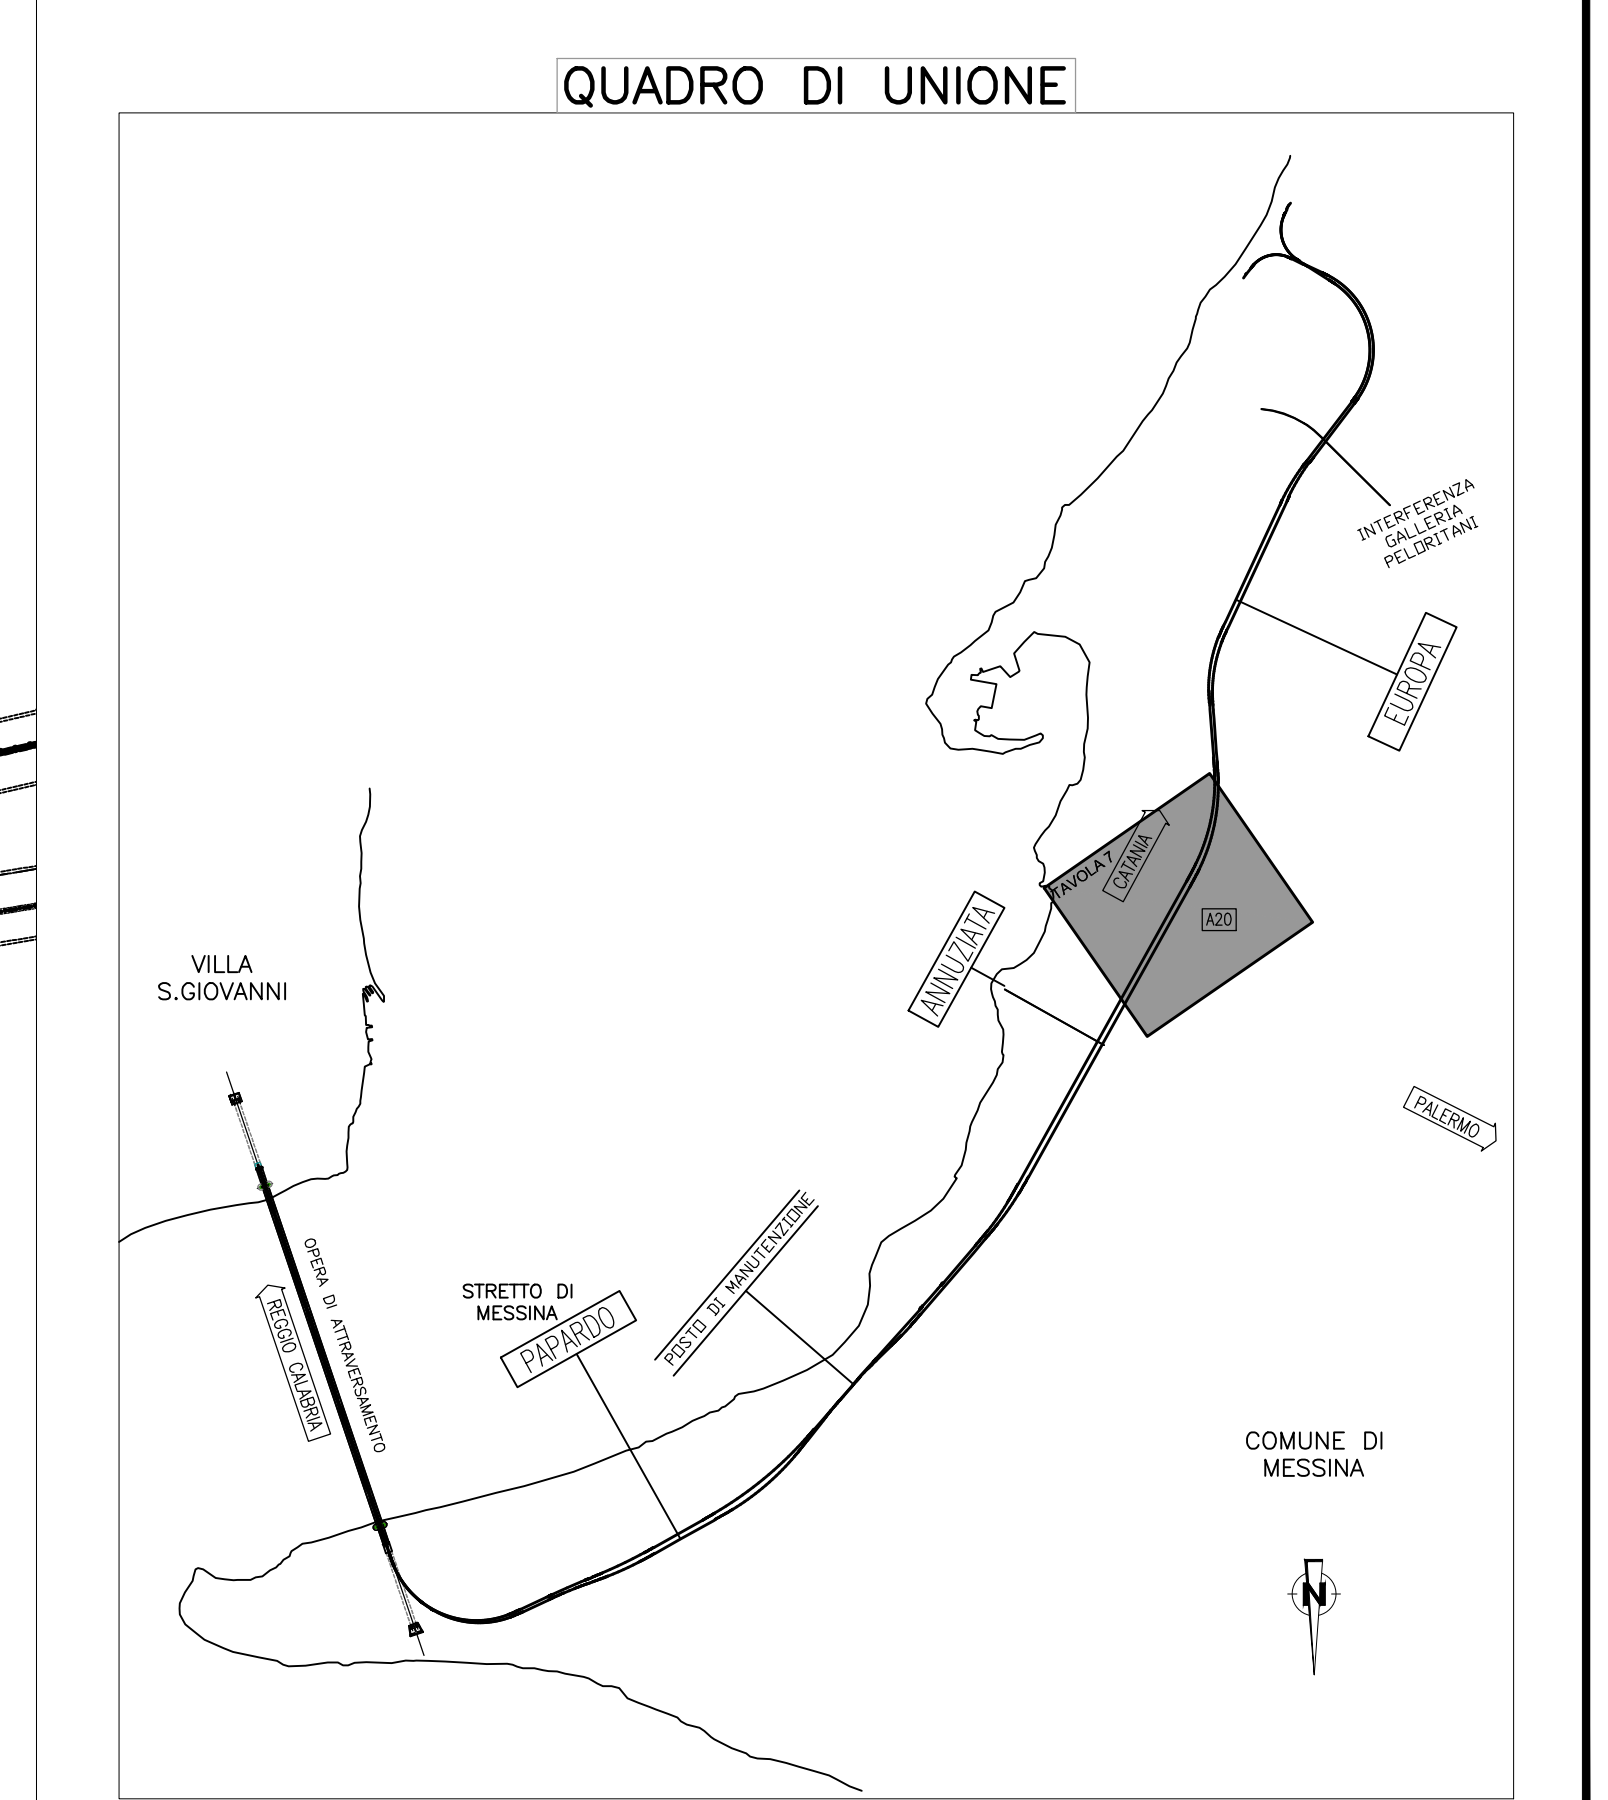 QUADRO DI UNIONE
INTERFERENZA
GALLERIA
PELORITANI
EUROPA
CATANIA
TAVOLA 7
A20
ANNUZIATA
VILLA
S.GIOVANNI
PALERMO
POSTO DI MANUTENZIONE
OPERA DI ATTRAVERSAMENTO
REGGIO CALABRIA
STRETTO DI
MESSINA
PAPARDO
COMUNE DI
MESSINA
N